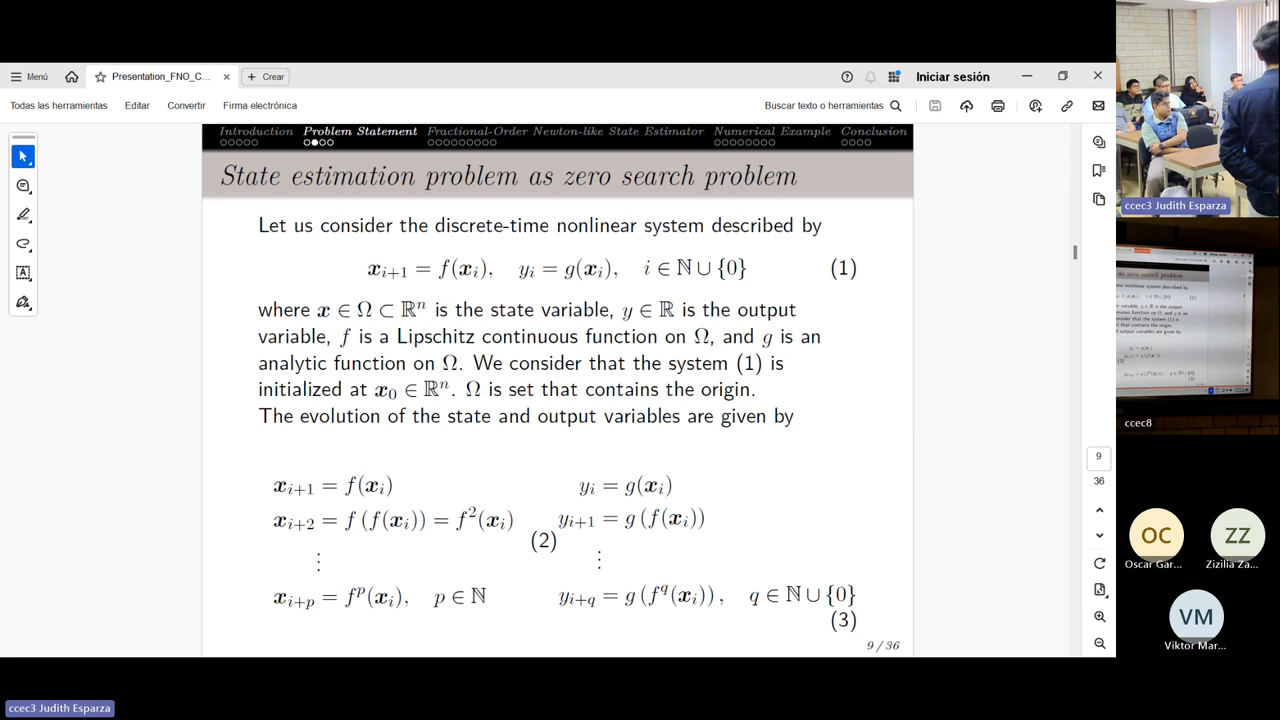 Menú
Presentation_FNO_C...
Crear
Iniciar sesión
Todas las herramientas
Editar
Convertir
Firma electrónica
Buscar texto o herramientas
Introduction Problem Statement Fractional-Order Newton-like State Estimator Numerical Example Conclusion
State estimation problem as zero search problem
Let us consider the discrete-time nonlinear system described by
x_{i+1} = f(x_i), y_i = g(x_i), i ∈ ℕ ∪ {0} (1)
where x ∈ Ω ⊂ ℝⁿ is the state variable, y ∈ ℝ is the output
variable, f is a Lipschitz continuous function on Ω, and g is an
analytic function on Ω. We consider that the system (1) is
initialized at x₀ ∈ ℝⁿ. Ω is set that contains the origin.
The evolution of the state and output variables are given by
x_{i+1} = f(x_i)
x_{i+2} = f (f(x_i)) = f²(x_i)
⋮
x_{i+p} = f^p(x_i), p ∈ ℕ
(2)
y_i = g(x_i)
y_{i+1} = g (f(x_i))
⋮
y_{i+q} = g (f^q(x_i)), q ∈ ℕ ∪ {0}
(3)
9 / 36
9
36
ccec3 Judith Esparza
ccec8
OC
Oscar Gar...
ZZ
Zizilia Za...
VM
Viktor Mar...
ccec3 Judith Esparza